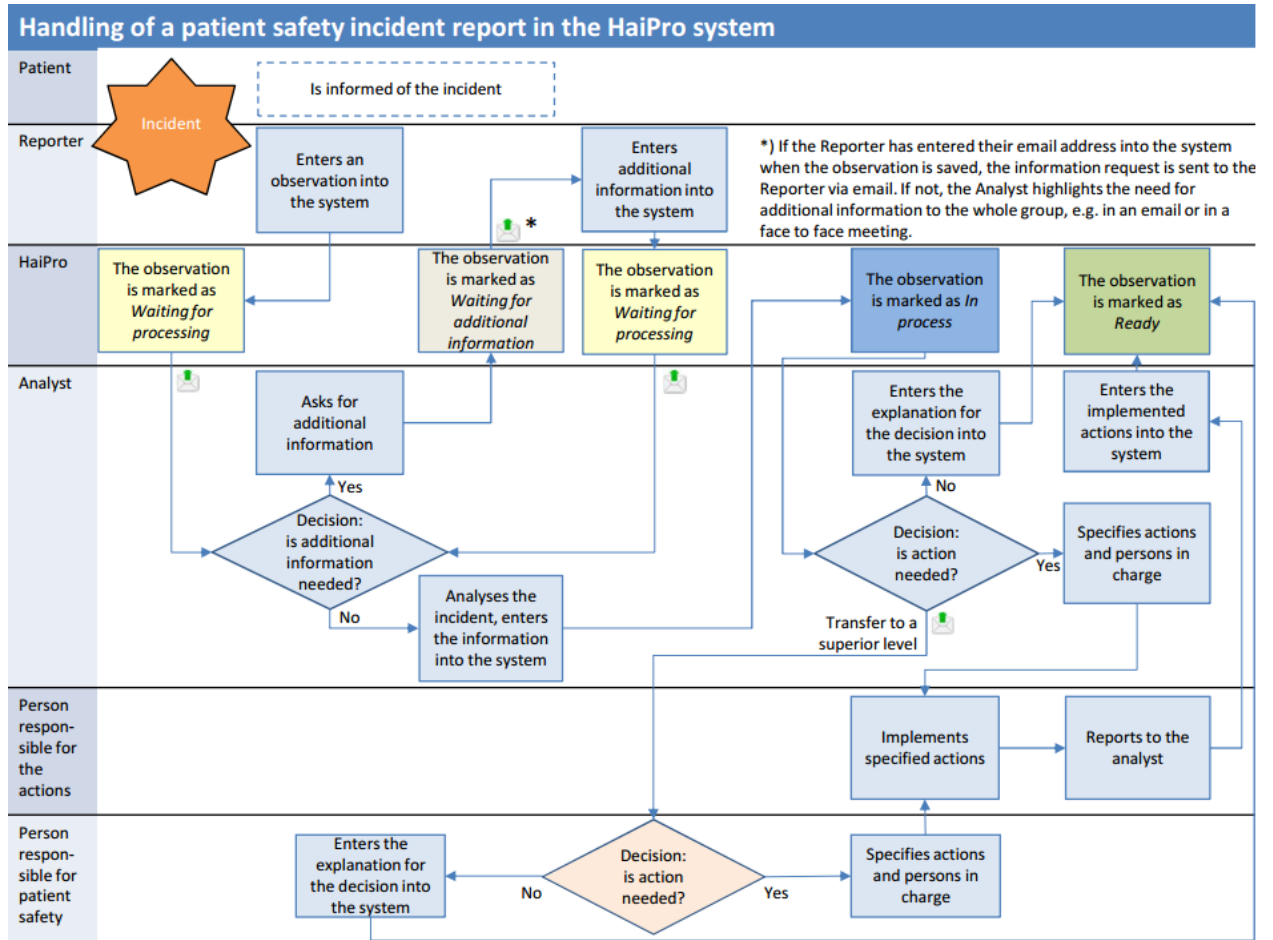 Handling of a patient safety incident report in the HaiPro system
Patient
Incident
Is informed of the incident
Reporter
Enters an
observation into
the system
Enters
additional
information into
the system
*
*) If the Reporter has entered their email address into the system
when the observation is saved, the information request is sent to the
Reporter via email. If not, the Analyst highlights the need for
additional information to the whole group, e.g. in an email or in a
face to face meeting.
HaiPro
The observation
is marked as
Waiting for
processing
The observation
is marked as
Waiting for
additional
information
The observation
is marked as
Waiting for
processing
The observation
is marked as In
process
The observation
is marked as
Ready
Analyst
Asks for
additional
information
Yes
Decision:
is additional
information
needed?
No
Analyses the
incident, enters
the information
into the system
Enters the
explanation for
the decision into
the system
Enters the
implemented
actions into the
system
No
Decision:
is action
needed?
Yes
Specifies actions
and persons in
charge
Transfer to a
superior level
Person
respon-
sible for
the
actions
Implements
specified actions
Reports to the
analyst
Person
respon-
sible for
patient
safety
Enters the
explanation for
the decision into
the system
No
Decision:
is action
needed?
Yes
Specifies actions
and persons in
charge